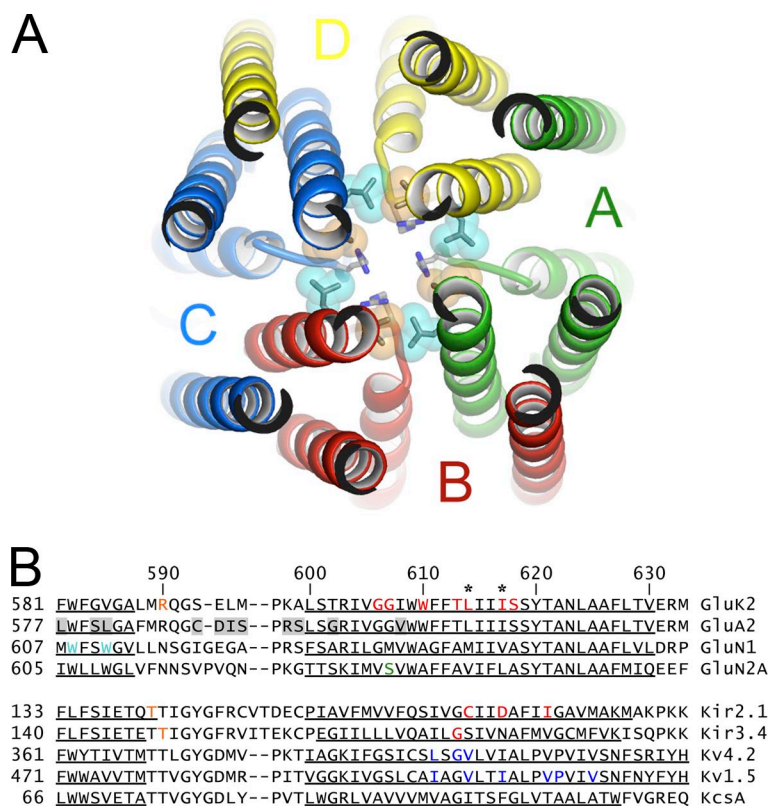 A
D
A
C
B
B
590 600 610 620 630
* *
581 FWFGVGALMRQGS-ELM--PKALSTRIVGGIWWFFTLIIISSYTANLAAFLTVERM GluK2
577 LWFSLGAFMRQGC-DIS--PRSLSGRIVGGVWWFFTLIIISSYTANLAAFLTVERM GluA2
607 MWFSWGVLLNSGIGEGA--PRSFSARILGMVWAGFAMIIVASYTANLAAFLVLDRP GluN1
605 IWLLWGLVFNNSVPVQN--PKGTTSKIMVSVWAFFAVIFLASYTANLAAFMIQEEF GluN2A
133 FLFSIETQTTIGYGFRCVTDECPIAVFMVVFQSIVGCIIDAFIIGAVMAKMAKPKK Kir2.1
140 FLFSIETETTIGYGYRVITDKCPEGIILLLVQAILGSIVNAFMVGCMFVKISQPKK Kir3.4
361 FWYTIVTMTTLGYGDMV--PKTIAGKIFGSICSLSGVLVIALPVPVIVSNFSRIYH Kv4.2
471 FWWAVVTMTTVGYGDMR--PITVGGKIVGSLCAIAGVLTIALPVPVIVSNFNYFYH Kv1.5
66 LWWSVETATTVGYGDLY--PVTLWGRLVAVVVMVAGITSFGLVTAALATWFVGREQ KcsA